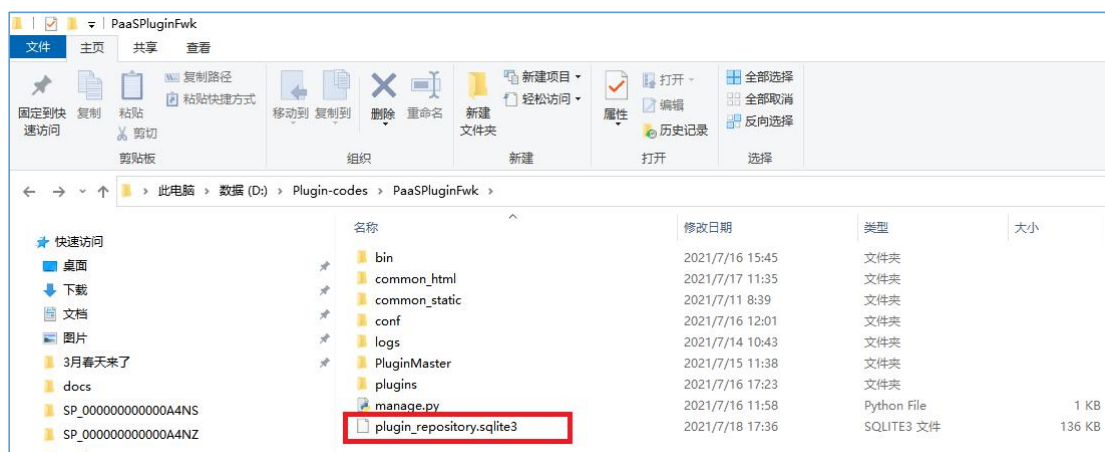 PaaSPluginFwk
文件 主页 共享 查看
固定到快速访问
复制
粘贴
复制路径
粘贴快捷方式
剪切
移动到 复制到
删除 重命名
新建文件夹
新建项目
轻松访问
属性
打开
编辑
历史记录
全部选择
全部取消
反向选择
剪贴板 组织 新建 打开 选择
此电脑 › 数据 (D:) › Plugin-codes › PaaSPluginFwk ›
快速访问
桌面
下载
文档
图片
3月春天来了
docs
SP_000000000000A4NS
SP_000000000000A4NZ
名称 修改日期 类型 大小
bin 2021/7/16 15:45 文件夹
common_html 2021/7/17 11:35 文件夹
common_static 2021/7/11 8:39 文件夹
conf 2021/7/16 12:01 文件夹
logs 2021/7/14 10:43 文件夹
PluginMaster 2021/7/15 11:38 文件夹
plugins 2021/7/16 17:23 文件夹
manage.py 2021/7/16 11:58 Python File 1 KB
plugin_repository.sqlite3 2021/7/18 17:36 SQLITE3 文件 136 KB